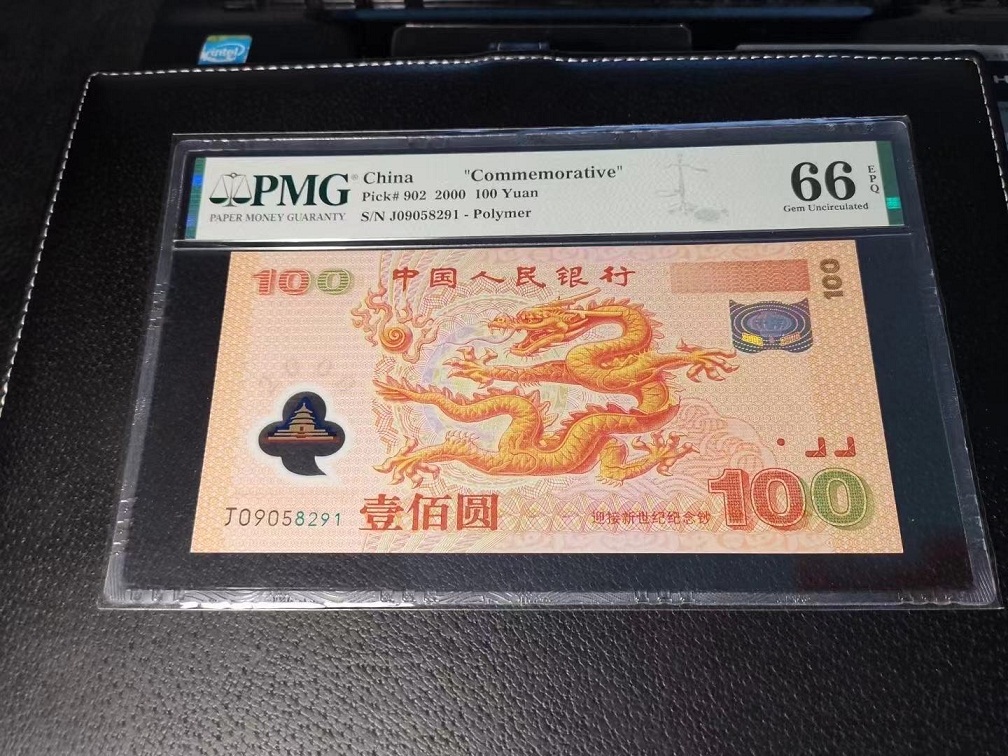 intel
PMG
PAPER MONEY GUARANTY
China "Commemorative"
Pick# 902 2000 100 Yuan
S/N J09058291 - Polymer
66
EPQ
Gem Uncirculated
100
中国人民银行
100
J09058291
壹佰圆
迎接新世纪纪念钞
100